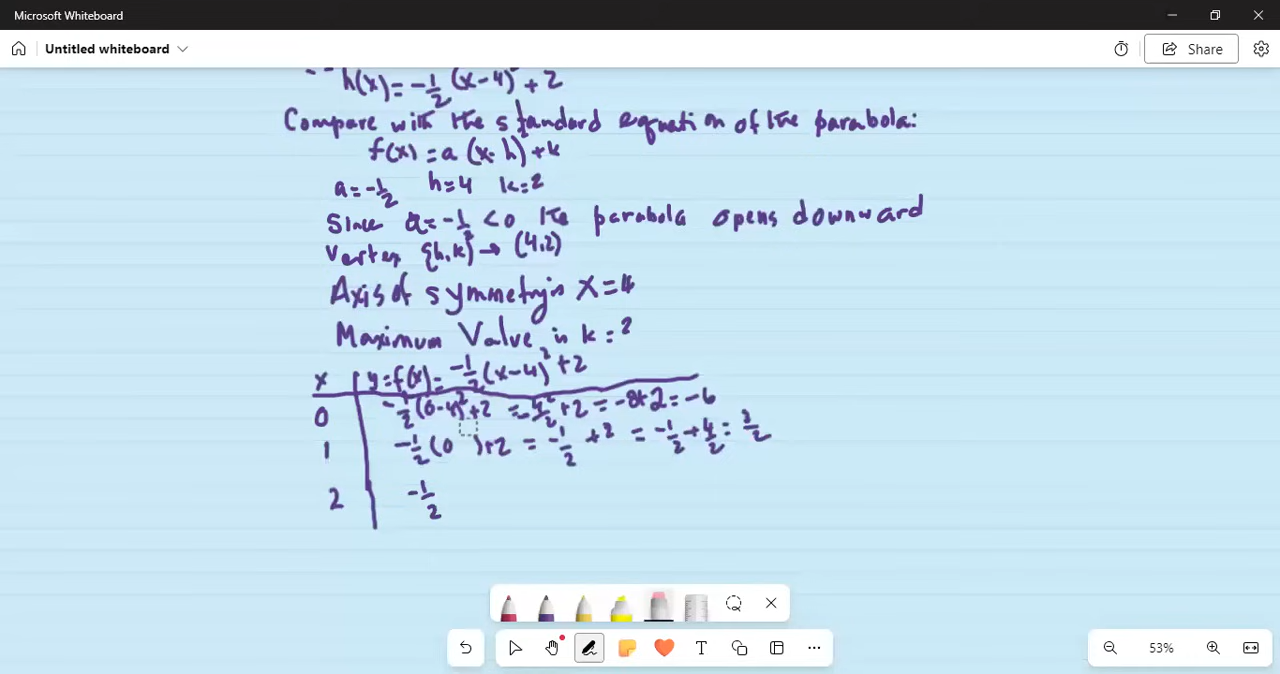 Microsoft Whiteboard
Untitled whiteboard
Share
h(x) = -1/2 (x-4)² + 2
Compare with the standard equation of the parabola:
f(x) = a (x-h)² + k
a = -1/2 h=4 k=2
Since a = -1/2 < 0 the parabola opens downward
Vertex {h,k) → (4,2)
Axis of symmetry is x = 4
Maximum Value is k = 2
x y = f(x) = -1/2 (x-4)² + 2
0 -1/2 (0-4)² + 2 = -4²/2 + 2 = -8+2 = -6
1 -1/2 (0 ) + 2 = -1/2 + 2 = -1/2 + 4/2 = 3/2
2 -1/2
53%